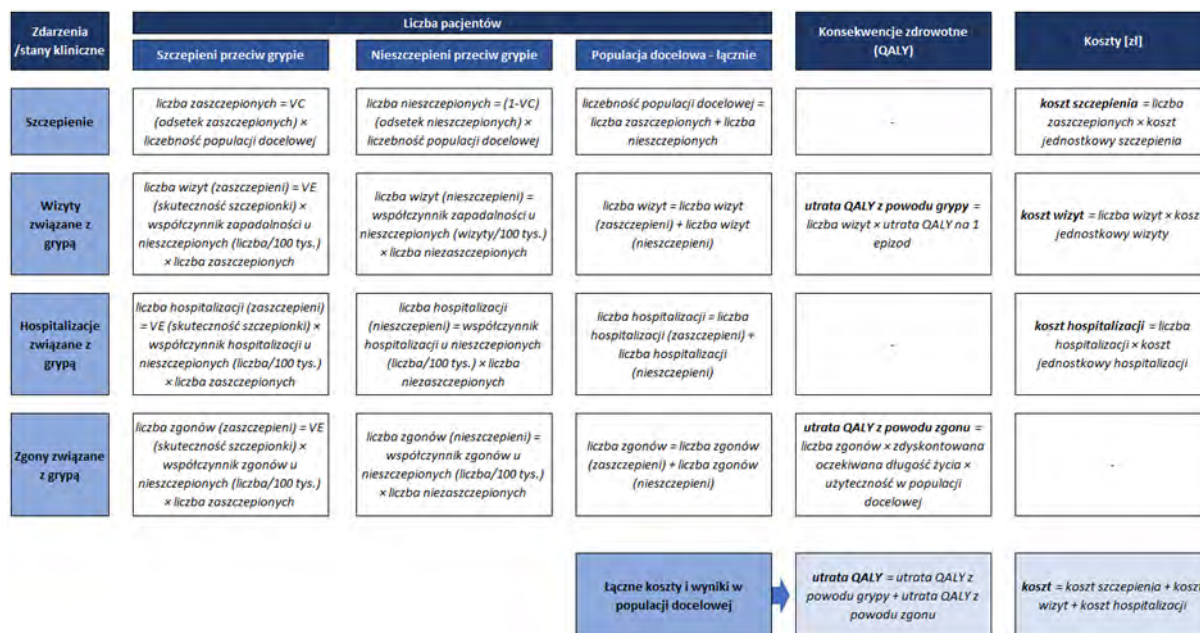 Zdarzenia
/stany kliniczne
Liczba pacjentów
Szczepieni przeciw grypie
Nieszczepieni przeciw grypie
Populacja docelowa - łącznie
Konsekwencje zdrowotne
(QALY)
Koszty [zł]
Szczepienie
liczba zaszczepionych = VC
(odsetek zaszczepionych) ×
liczebność populacji docelowej
liczba nieszczepionych = (1-VC)
(odsetek nieszczepionych) ×
liczebność populacji docelowej
liczebność populacji docelowej =
liczba zaszczepionych + liczba
nieszczepionych
-
koszt szczepienia = liczba
zaszczepionych × koszt
jednostkowy szczepienia
Wizyty
związane z
grypą
liczba wizyt (zaszczepieni) = VE
(skuteczność szczepionki) ×
współczynnik zapadalności u
nieszczepionych (liczba/100 tys.)
× liczba zaszczepionych
liczba wizyt (nieszczepieni) =
współczynnik zapadalności u
nieszczepionych (wizyty/100 tys.)
× liczba niezaszczepionych
liczba wizyt = liczba wizyt
(zaszczepieni) + liczba wizyt
(nieszczepieni)
utrata QALY z powodu grypy =
liczba wizyt × utrata QALY na 1
epizod
koszt wizyt = liczba wizyt × koszt
jednostkowy wizyty
Hospitalizacje
związane z
grypą
liczba hospitalizacji (zaszczepieni)
= VE (skuteczność szczepionki) ×
współczynnik hospitalizacji u
nieszczepionych (liczba/100 tys.)
× liczba zaszczepionych
liczba hospitalizacji
(nieszczepieni) = współczynnik
hospitalizacji u nieszczepionych
(liczba/100 tys.) × liczba
niezaszczepionych
liczba hospitalizacji = liczba
hospitalizacji (zaszczepieni) +
liczba hospitalizacji
(nieszczepieni)
-
koszt hospitalizacji = liczba
hospitalizacji × koszt
jednostkowy hospitalizacji
Zgony związane
z grypą
liczba zgonów (zaszczepieni) = VE
(skuteczność szczepionki) ×
współczynnik zgonów u
nieszczepionych (liczba/100 tys.)
× liczba zaszczepionych
liczba zgonów (nieszczepieni) =
współczynnik zgonów u
nieszczepionych (liczba/100 tys.)
× liczba niezaszczepionych
liczba zgonów = liczba zgonów
(zaszczepieni) + liczba zgonów
(nieszczepieni)
utrata QALY z powodu zgonu =
liczba zgonów × zdyskontowana
oczekiwana długość życia ×
użyteczność w populacji
docelowej
-
Łączne koszty i wyniki w
populacji docelowej
utrata QALY = utrata QALY z
powodu grypy + utrata QALY z
powodu zgonu
koszt = koszt szczepienia + koszt
wizyt + koszt hospitalizacji